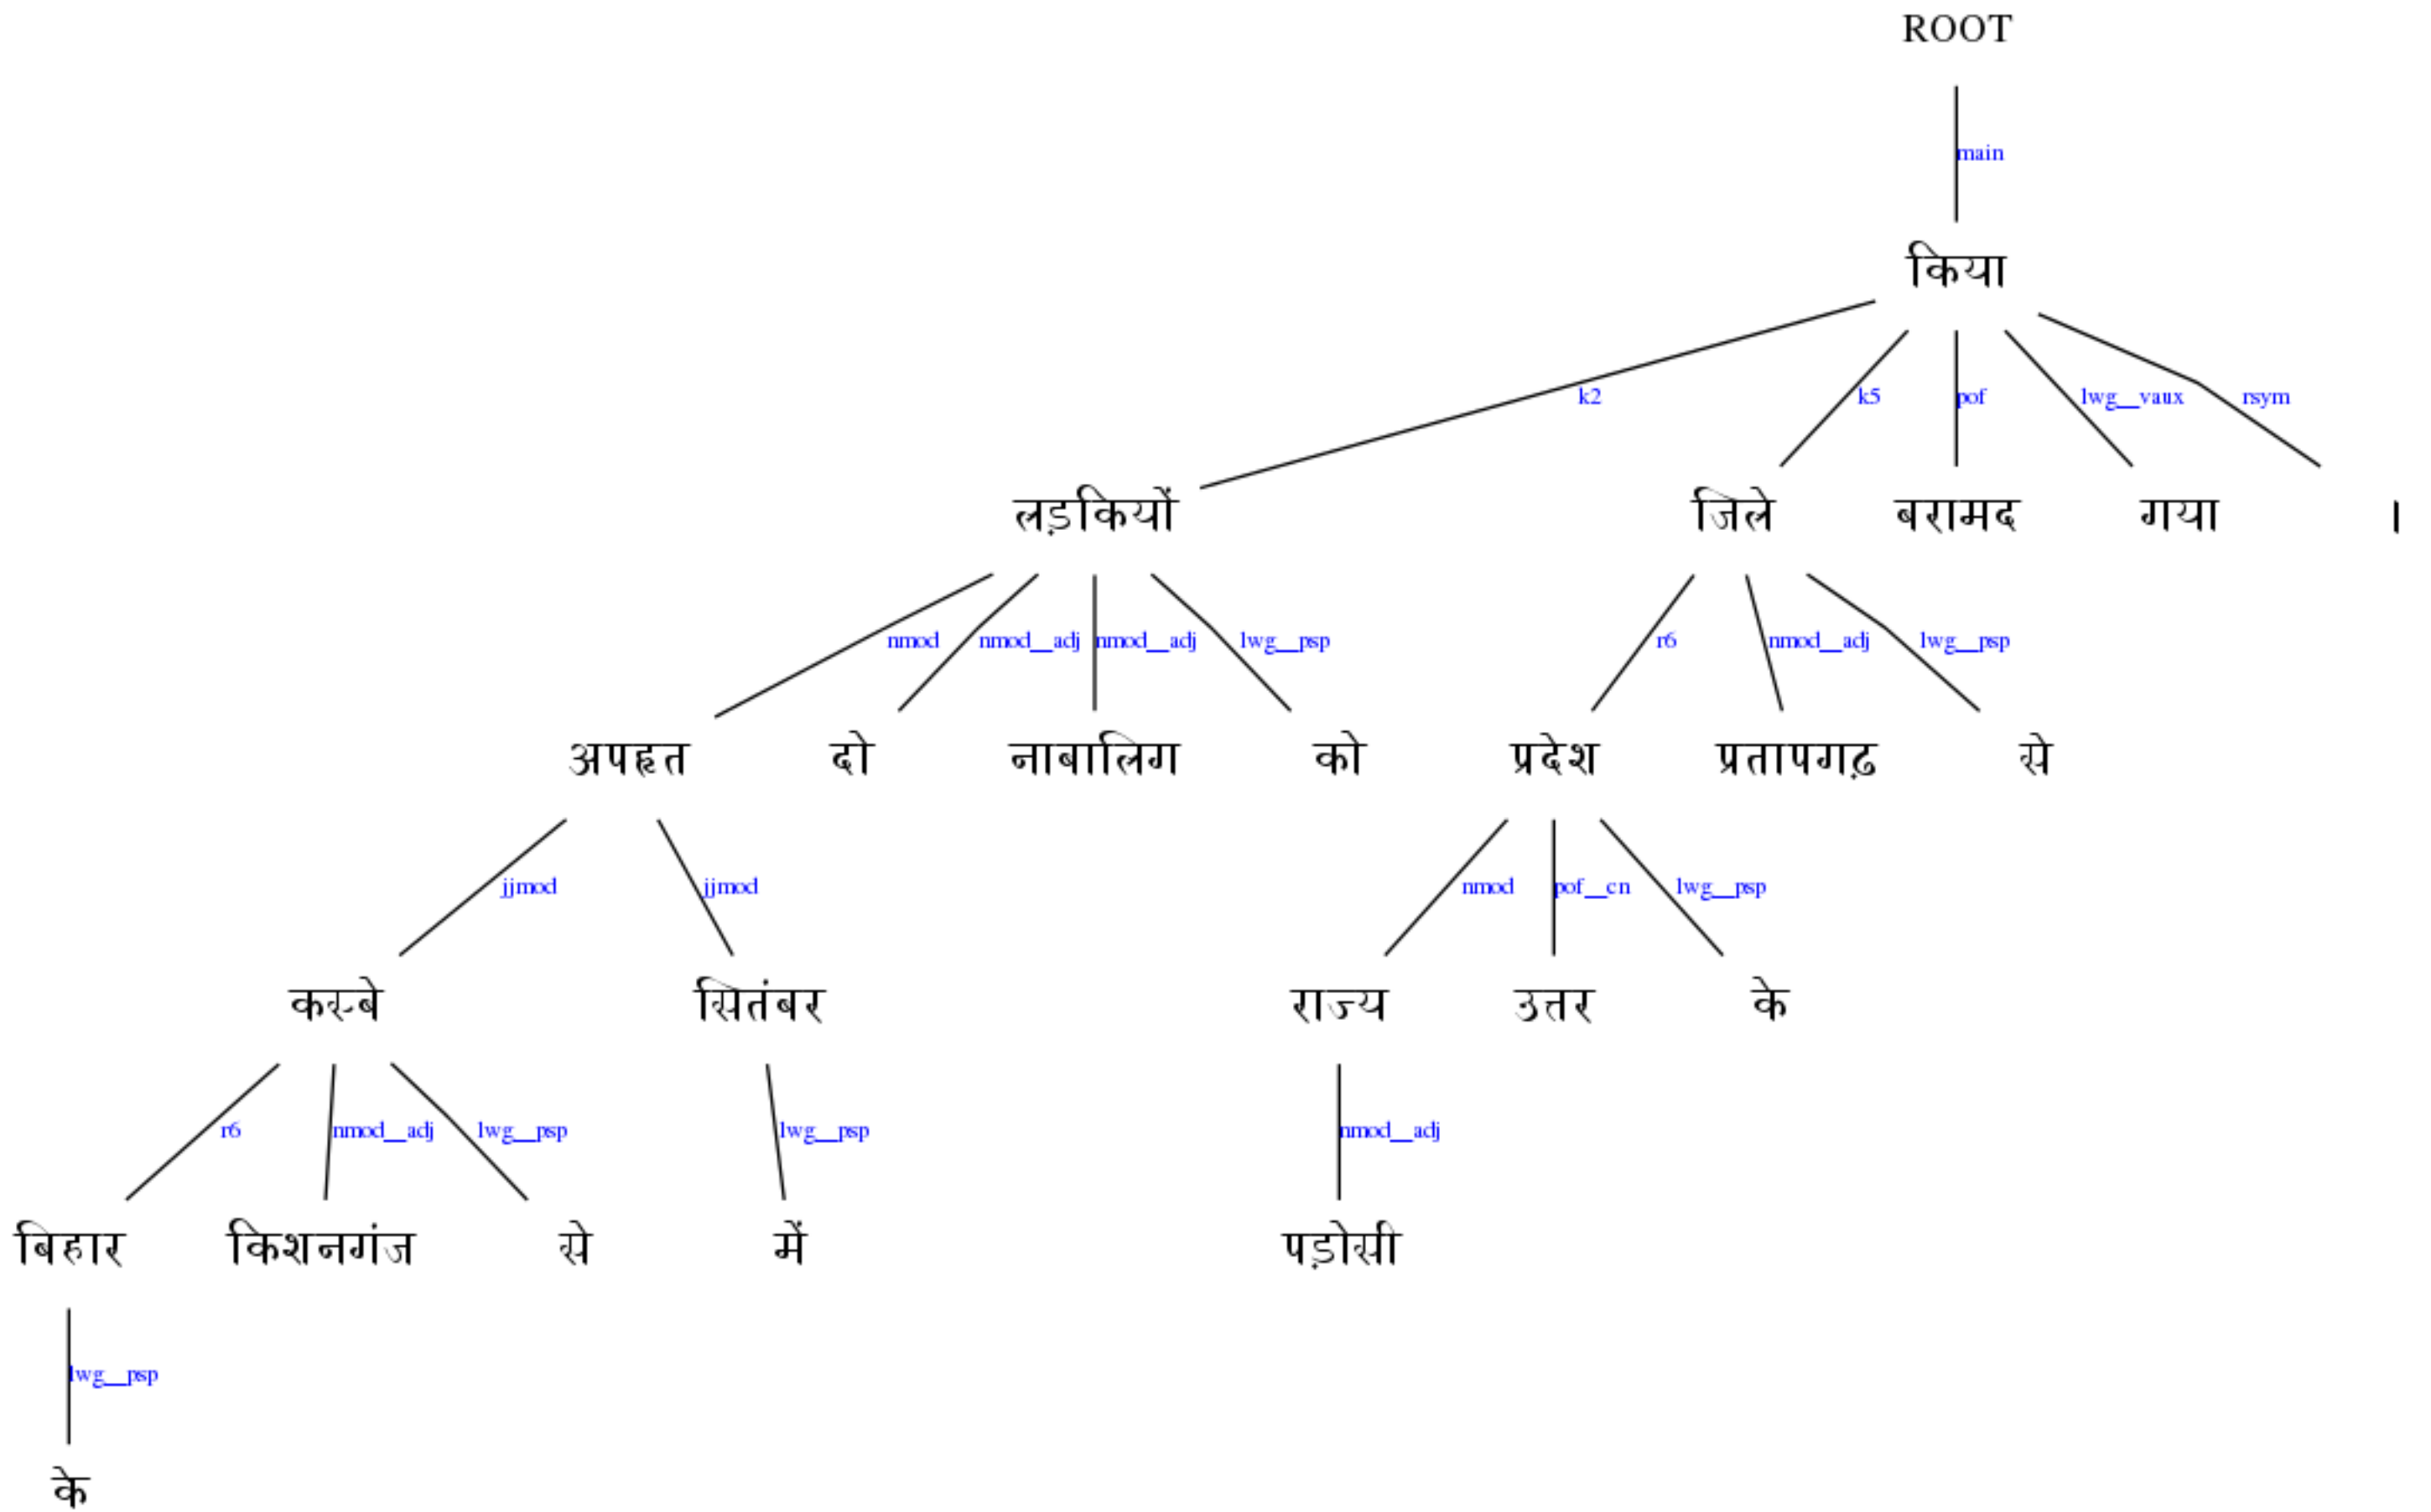 ROOT
main
किया
k2 k5 pof lwg__vaux rsym
लड़कियों जिले बरामद गया ।
nmod nmod__adj nmod__adj lwg__psp r6 nmod__adj lwg__psp
अपहृत दो नाबालिग को प्रदेश प्रतापगढ़ से
jjmod jjmod nmod pof__cn lwg__psp
कस्बे सितंबर राज्य उत्तर के
r6 nmod__adj lwg__psp lwg__psp nmod__adj
बिहार किशनगंज से में पड़ोसी
lwg__psp
के